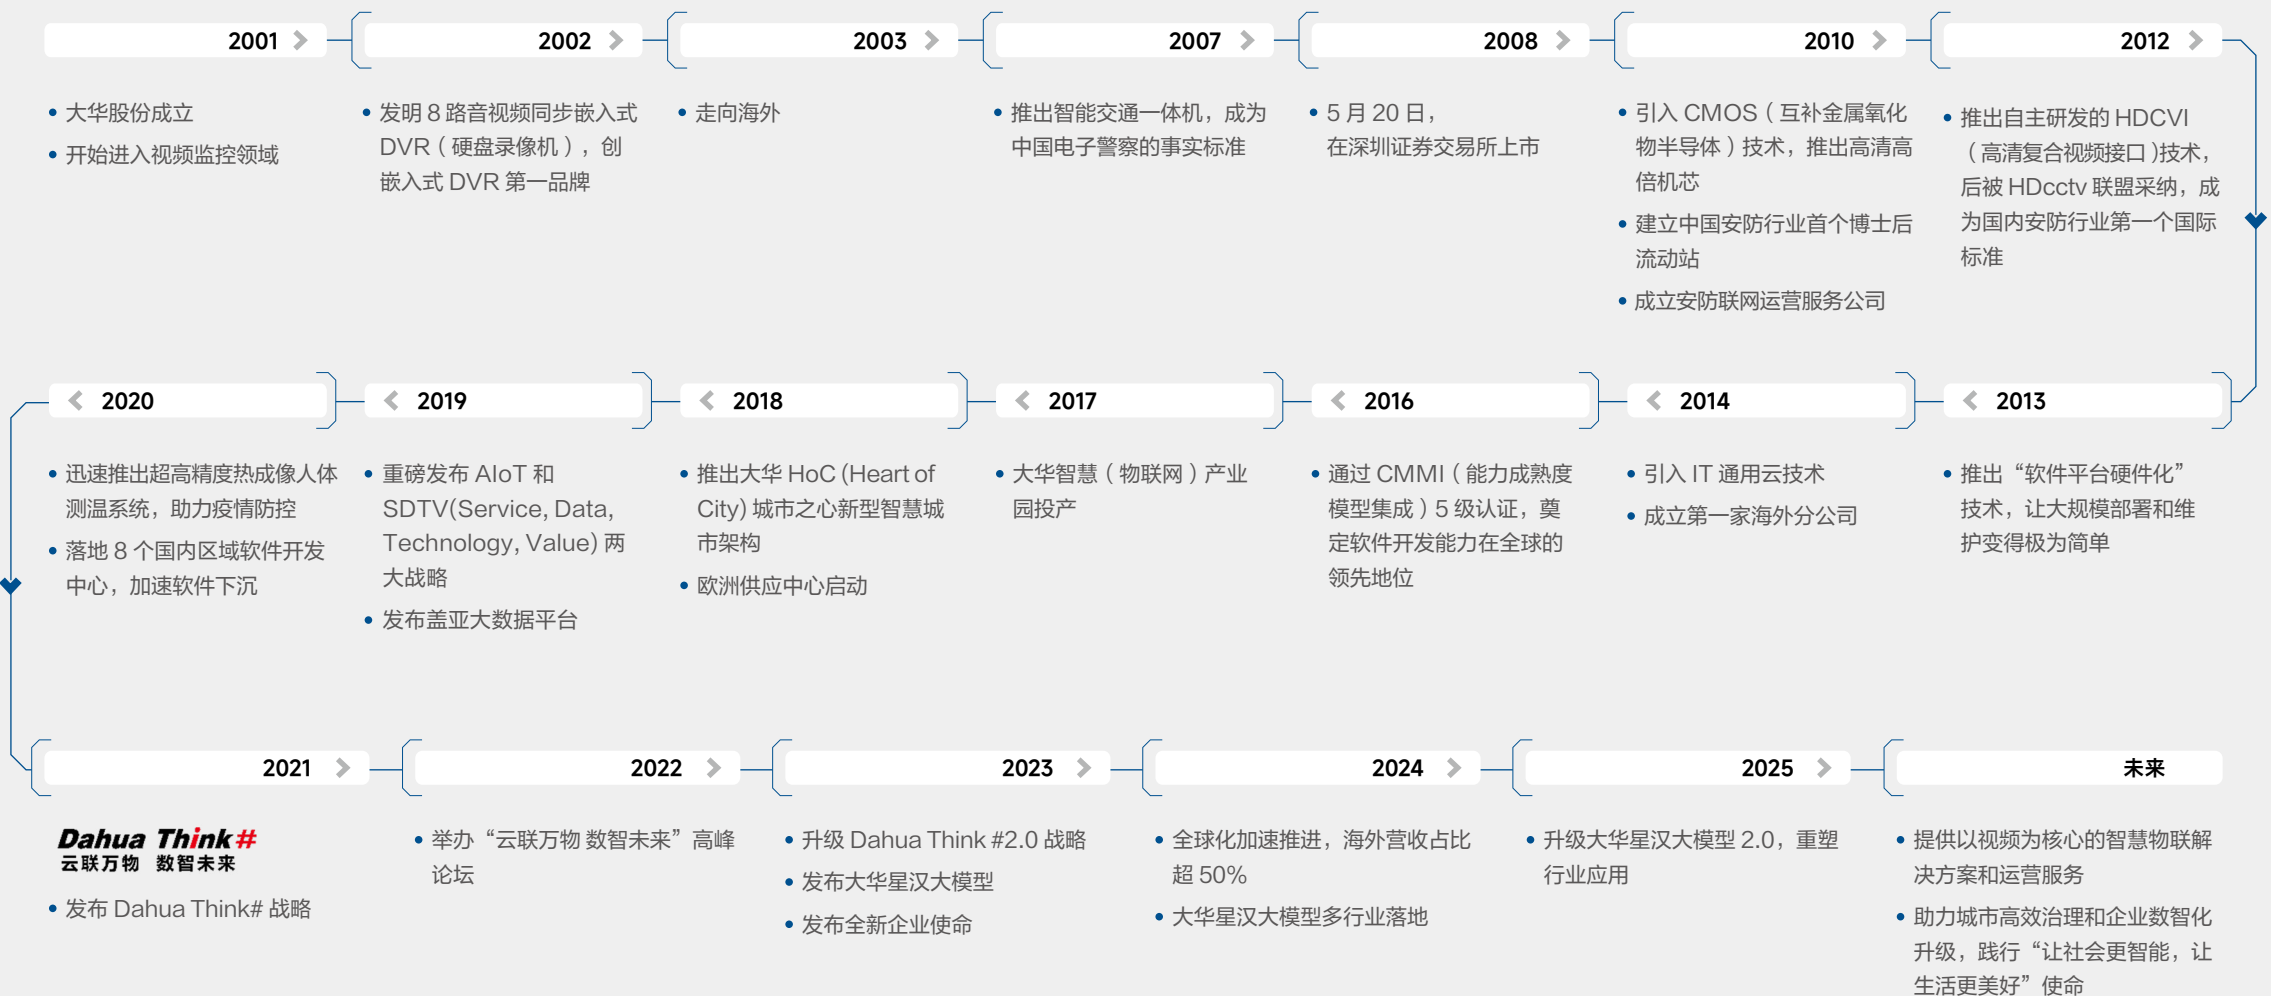 2001
大华股份成立
开始进入视频监控领域
2002
发明 8 路音视频同步嵌入式
DVR（硬盘录像机），创
嵌入式 DVR 第一品牌
2003
走向海外
2007
推出智能交通一体机，成为
中国电子警察的事实标准
2008
5 月 20 日，
在深圳证券交易所上市
2010
引入 CMOS（互补金属氧化
物半导体）技术，推出高清高
倍机芯
建立中国安防行业首个博士后
流动站
成立安防联网运营服务公司
2012
推出自主研发的 HDCVI
（高清复合视频接口）技术，
后被 HDcctv 联盟采纳，成
为国内安防行业第一个国际
标准
2013
推出“软件平台硬件化”
技术，让大规模部署和维
护变得极为简单
2014
引入 IT 通用云技术
成立第一家海外分公司
2016
通过 CMMI（能力成熟度
模型集成）5 级认证，奠
定软件开发能力在全球的
领先地位
2017
大华智慧（物联网）产业
园投产
2018
推出大华 HoC (Heart of
City) 城市之心新型智慧城
市架构
欧洲供应中心启动
2019
重磅发布 AIoT 和
SDTV(Service, Data,
Technology, Value) 两
大战略
发布盖亚大数据平台
2020
迅速推出超高精度热成像人体
测温系统，助力疫情防控
落地 8 个国内区域软件开发
中心，加速软件下沉
2021
Dahua Think#
云联万物 数智未来
发布 Dahua Think# 战略
2022
举办“云联万物 数智未来”高峰
论坛
2023
升级 Dahua Think #2.0 战略
发布大华星汉大模型
发布全新企业使命
2024
全球化加速推进，海外营收占比
超 50%
大华星汉大模型多行业落地
2025
升级大华星汉大模型 2.0，重塑
行业应用
未来
提供以视频为核心的智慧物联解
决方案和运营服务
助力城市高效治理和企业数智化
升级，践行“让社会更智能，让
生活更美好”使命